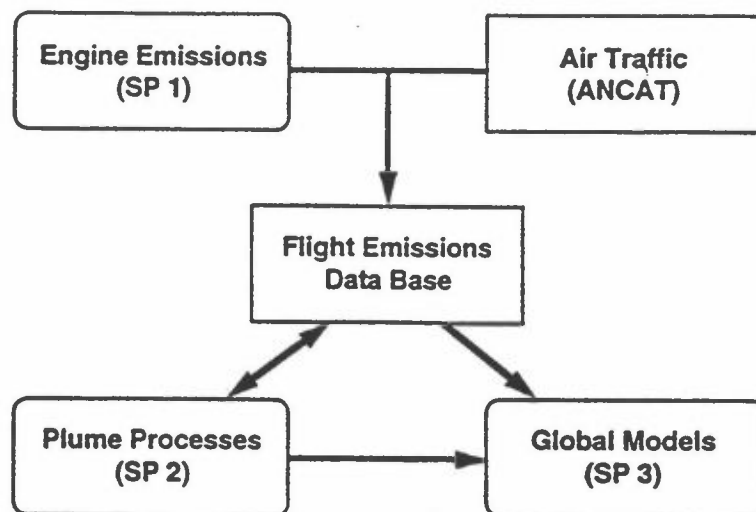 Engine Emissions
(SP 1)
Air Traffic
(ANCAT)
Flight Emissions
Data Base
Plume Processes
(SP 2)
Global Models
(SP 3)